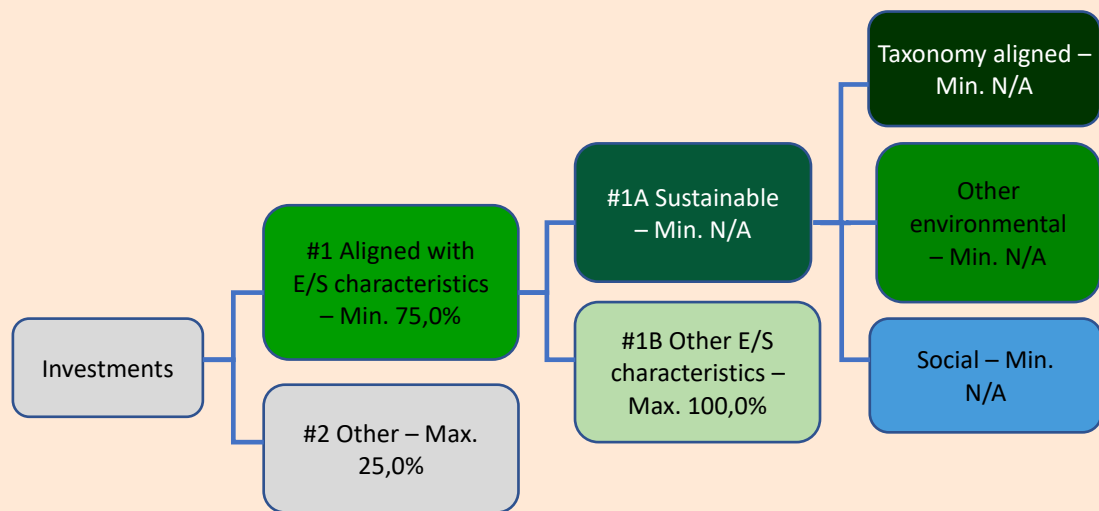 Investments
#1 Aligned with
E/S characteristics
– Min. 75,0%
#2 Other – Max.
25,0%
#1A Sustainable
– Min. N/A
#1B Other E/S
characteristics –
Max. 100,0%
Taxonomy aligned –
Min. N/A
Other
environmental
– Min. N/A
Social – Min.
N/A